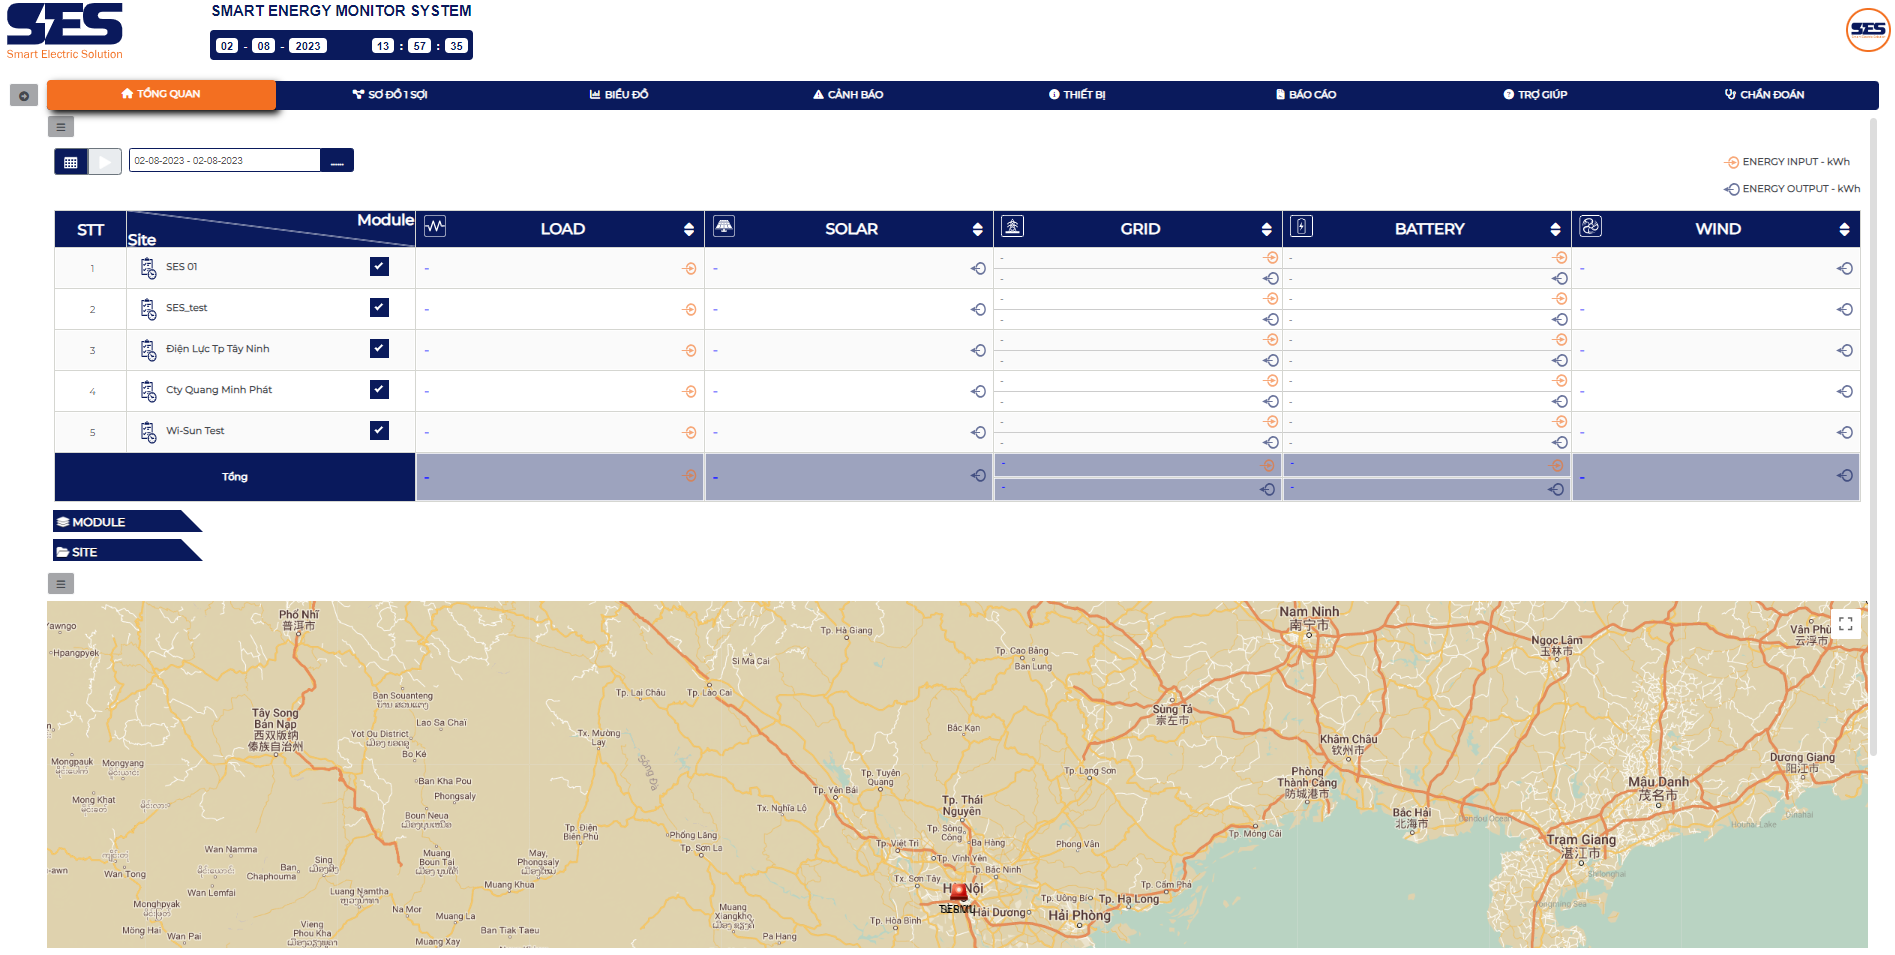 SES
Smart Electric Solution
SMART ENERGY MONITOR SYSTEM
02 - 08 - 2023 13 : 57 : 35
SES
TỔNG QUAN
SƠ ĐỒ 1 SỢI
BIỂU ĐỒ
CẢNH BÁO
THIẾT BỊ
BÁO CÁO
TRỢ GIÚP
CHẨN ĐOÁN
02-08-2023 - 02-08-2023
ENERGY INPUT - kWh
ENERGY OUTPUT - kWh
STT
Module
Site
LOAD
SOLAR
GRID
BATTERY
WIND
1 SES 01 - - - - - - -
2 SES_test - - - - - - -
3 Điện Lực Tp Tây Ninh - - - - - - -
4 Cty Quang Minh Phát - - - - - - -
5 Wi-Sun Test - - - - - - -
Tổng - - - - - - -
MODULE
SITE
Phổ Nhĩ
普洱市
Yawngo
Hpangpyek
Tp. Hà Giang
Si Ma Cai
Tp. Cao Bằng
Ban Lung
Nam Ninh
南宁市
Ngọc Lâm
玉林市
Vân Phù
云浮市
Ban Souanteng
Tp. Lai Châu
Tp. Lào Cai
Tây Song
Bản Nạp
西双版纳
傣族自治州
Lao Sa Chai
Yot Ou District
Bo Ké
Tx. Mường
Lay
Sông Đà
Bắc Kạn
Sùng Tả
崇左市
Khâm Châu
钦州市
Mongpauk
Mongyang
Ban Kha Pou
Phongsaly
Tp. Tuyên
Quang
Tp. Lạng Sơn
Phòng
Thành Cảng
防城港市
Dương Giang
阳江市
Mậu Danh
茂名市
Mong Khat
Boun Neua
Tx. Nghĩa Lộ
Tp. Yên Bái
Tp. Thái
Nguyên
Bắc Hải
北海市
Dandou Ocean
Tp. Điện
Biên Phủ
Phống Lăng
Tp. Sơn La
Tp. Sông
Công
Bạ Hàng
Tp. Việt Trì
Tp. Vĩnh Yên
Phong Vân
Tp. Móng Cái
Trạm Giang
湛江市
Wan Namma
Sing
Muang
Boun Tai
May,
Phongsaly
-awn
Wan Tong
Ban
Chaphouma
Wan Lemfai
Luang Namtha
Muang Khua
Tx. Sơn Tây
Tp. Bắc Ninh
Hà Nội
Tp. Uông Bí
Tp. Cẩm Phả
Tp. Hạ Long
Hải Dương
Hải Phòng
Monghpyak
Na Mor
Muang La
Muang
Xiangkho
Tp. Hòa Bình
Mong Hai
Wan Pai
Vieng
Phou Kha
Ban Tiak Taeu
Muang Xay
Pa Hang